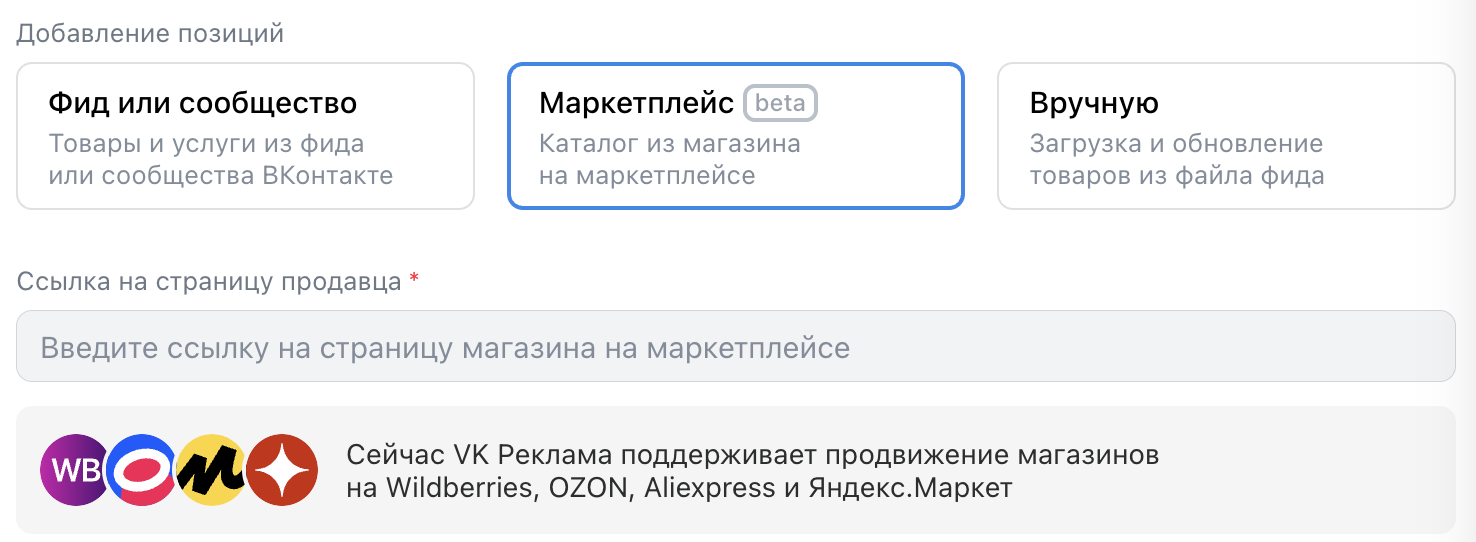 Добавление позиций
Фид или сообщество
Товары и услуги из фида
или сообщества ВКонтакте
Маркетплейс beta
Каталог из магазина
на маркетплейсе
Вручную
Загрузка и обновление
товаров из файла фида
Ссылка на страницу продавца *
Введите ссылку на страницу магазина на маркетплейсе
WB
Сейчас VK Реклама поддерживает продвижение магазинов
на Wildberries, OZON, Aliexpress и Яндекс.Маркет